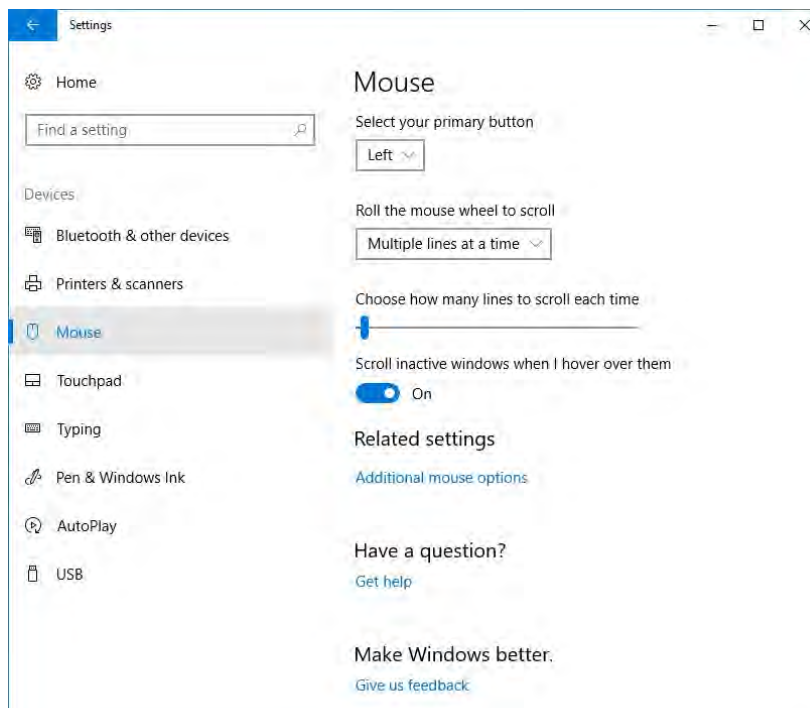 Settings
Home
Find a setting
Devices
Bluetooth & other devices
Printers & scanners
Mouse
Touchpad
Typing
Pen & Windows Ink
AutoPlay
USB
Mouse
Select your primary button
Left
Roll the mouse wheel to scroll
Multiple lines at a time
Choose how many lines to scroll each time
Scroll inactive windows when I hover over them
On
Related settings
Additional mouse options
Have a question?
Get help
Make Windows better.
Give us feedback